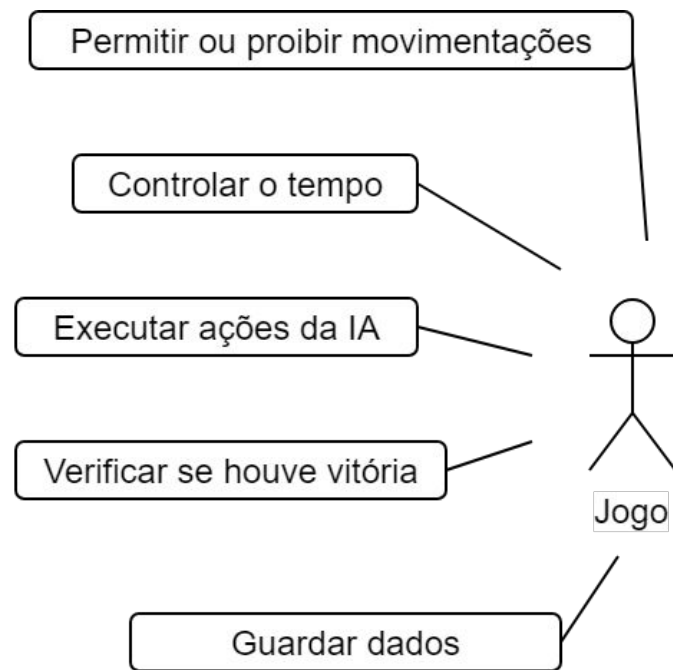 Permitir ou proibir movimentações
Controlar o tempo
Executar ações da IA
Verificar se houve vitória
Jogo
Guardar dados